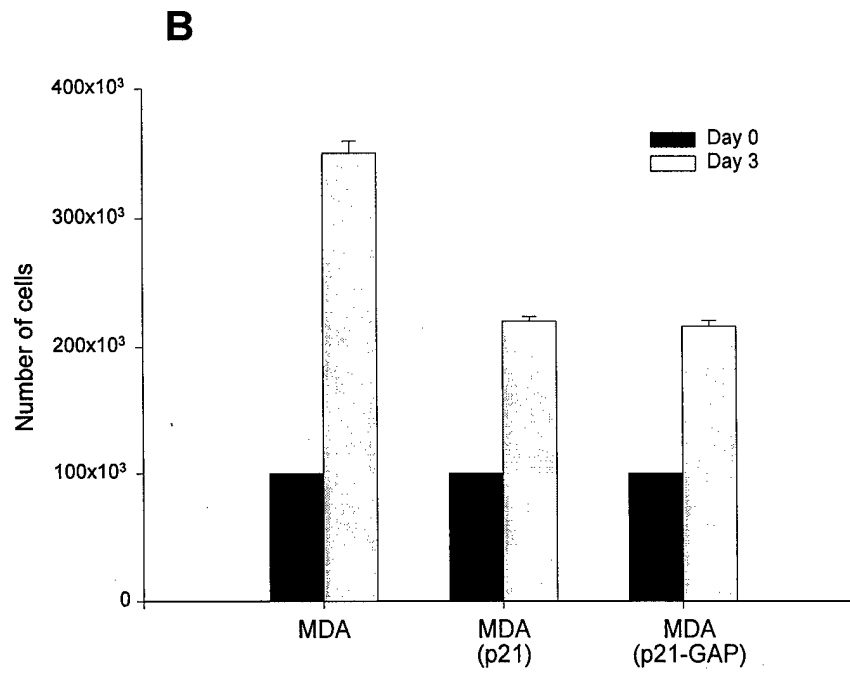 B
400x10³
300x10³
200x10³
100x10³
0
Number of cells
Day 0
Day 3
MDA
MDA
(p21)
MDA
(p21-GAP)